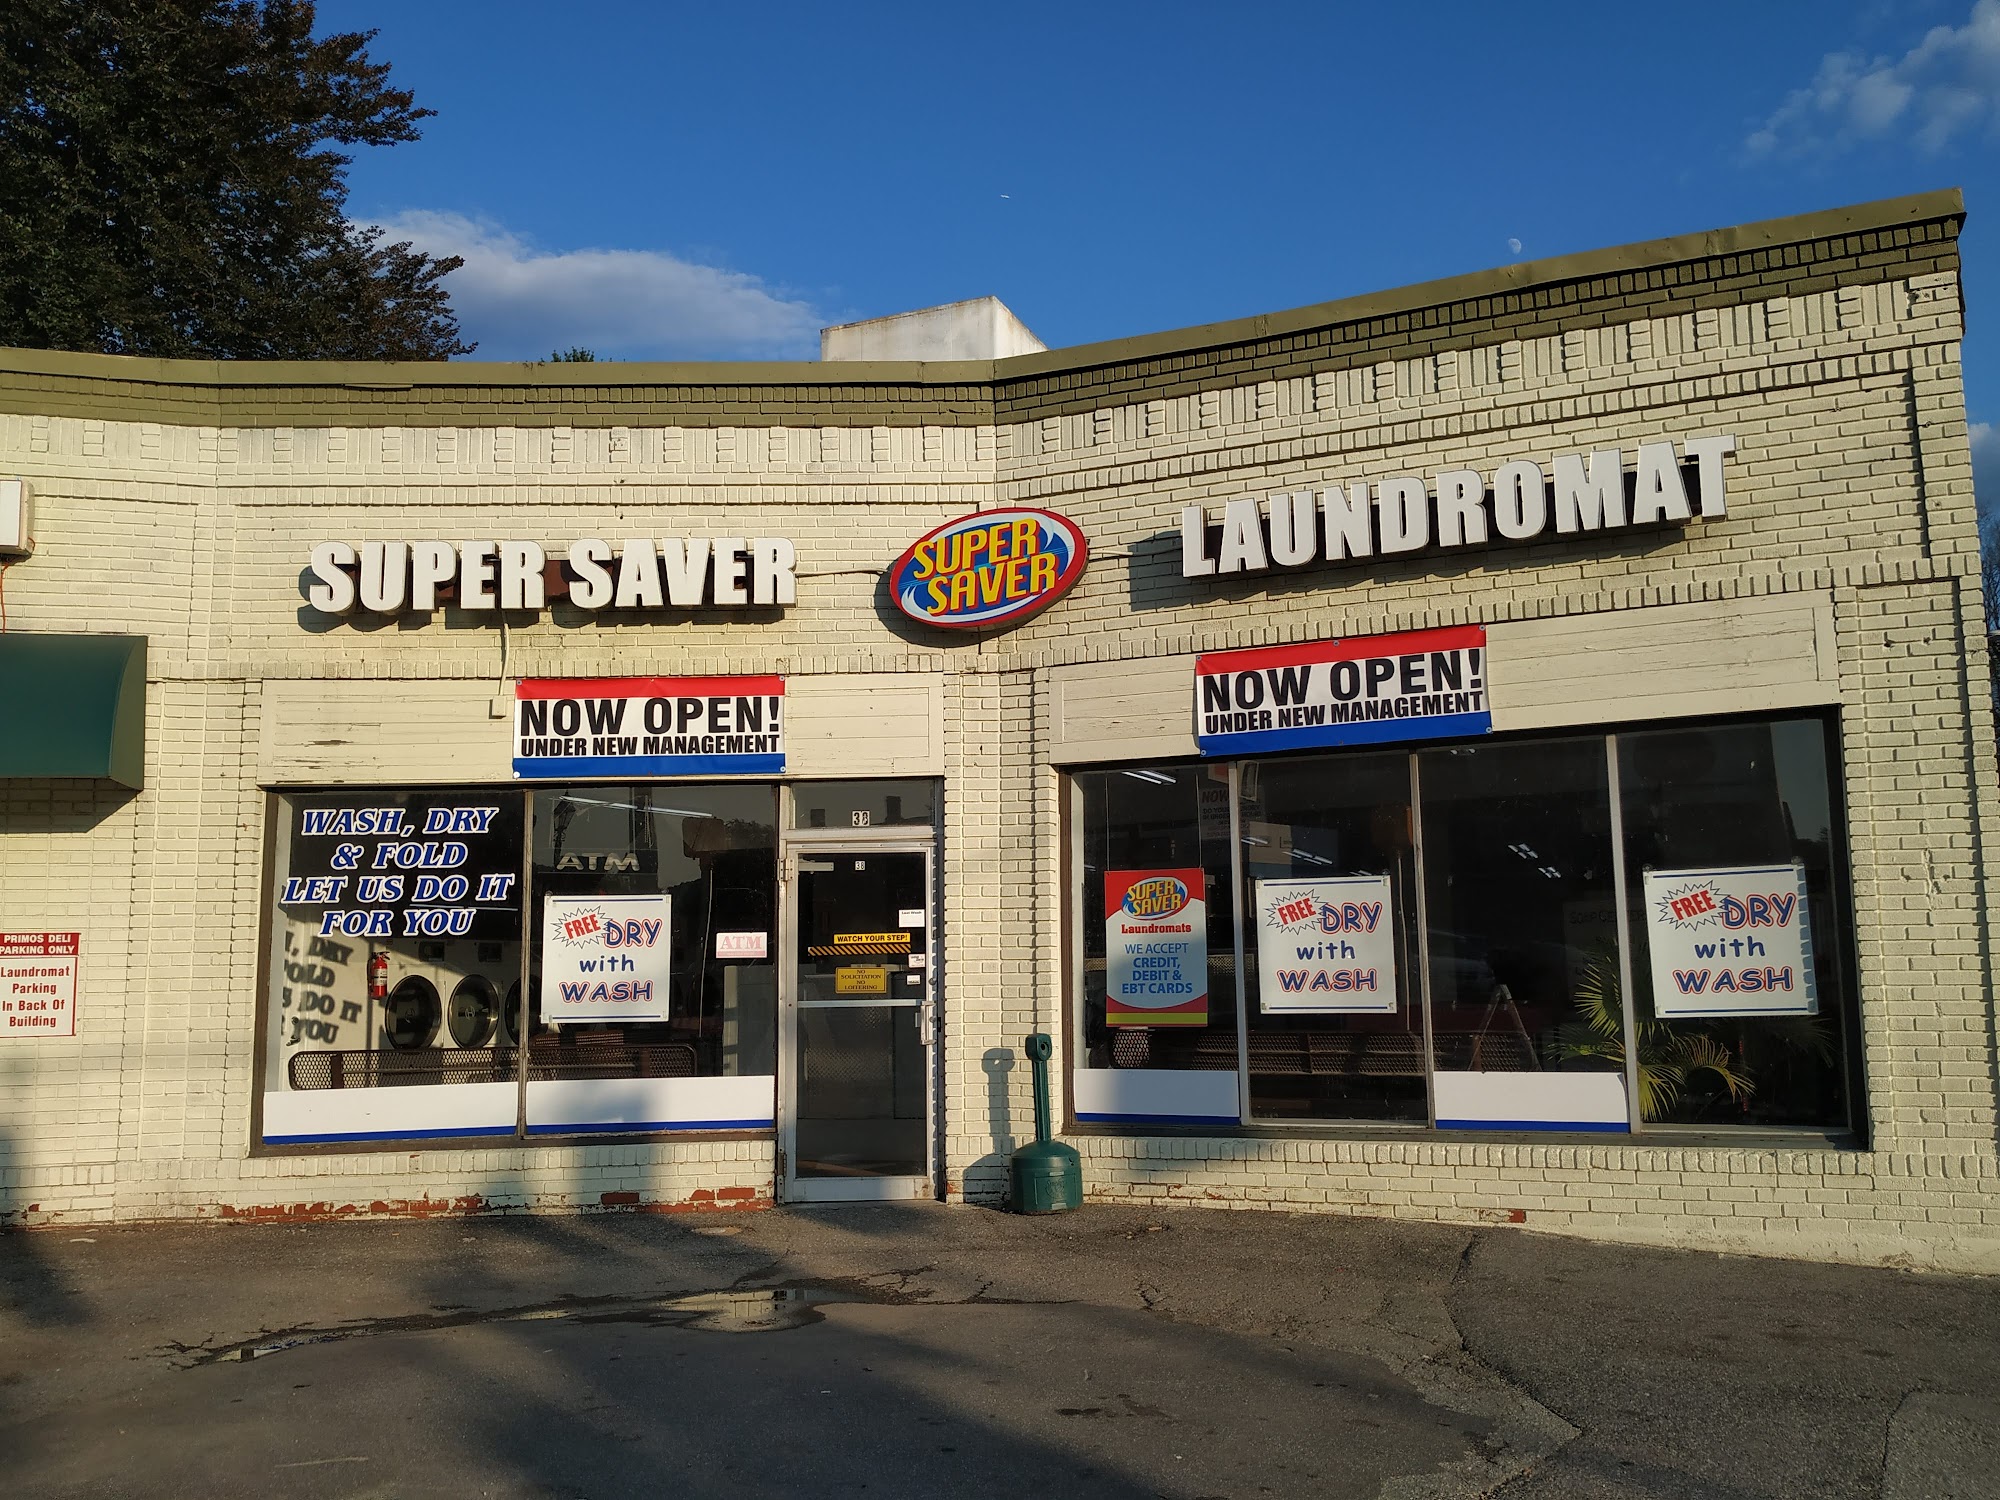 SUPER SAVER
SUPER
SAVER
LAUNDROMAT
NOW OPEN!
UNDER NEW MANAGEMENT
NOW OPEN!
UNDER NEW MANAGEMENT
WASH, DRY
& FOLD
LET US DO IT
FOR YOU
ATM
FREE DRY
with
WASH
ATM
38
38
Last Wash
WATCH YOUR STEP!
NO
SOLICITATION
NO
LOITERING
SUPER
SAVER
Laundromats
WE ACCEPT
CREDIT,
DEBIT &
EBT CARDS
FREE DRY
with
WASH
FREE DRY
with
WASH
PRIMOS DELI
PARKING ONLY
Laundromat
Parking
In Back Of
Building